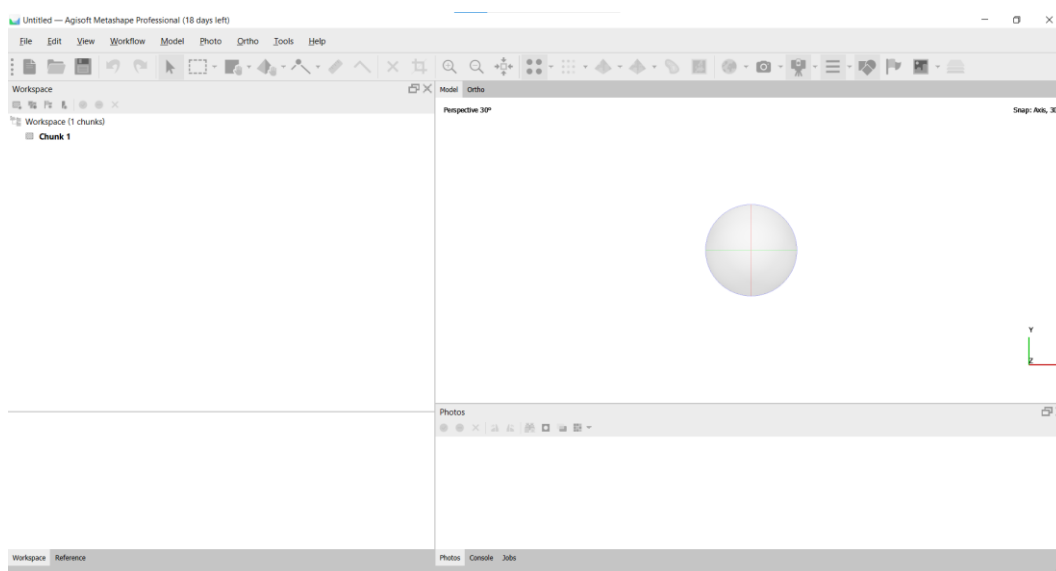 Untitled — Agisoft Metashape Professional (18 days left)
File Edit View Workflow Model Photo Ortho Tools Help
Workspace
Workspace (1 chunks)
Chunk 1
Workspace Reference
Model Ortho
Perspective 30°
Snap: Axis, 3D
Y
Z
Photos
Photos Console Jobs